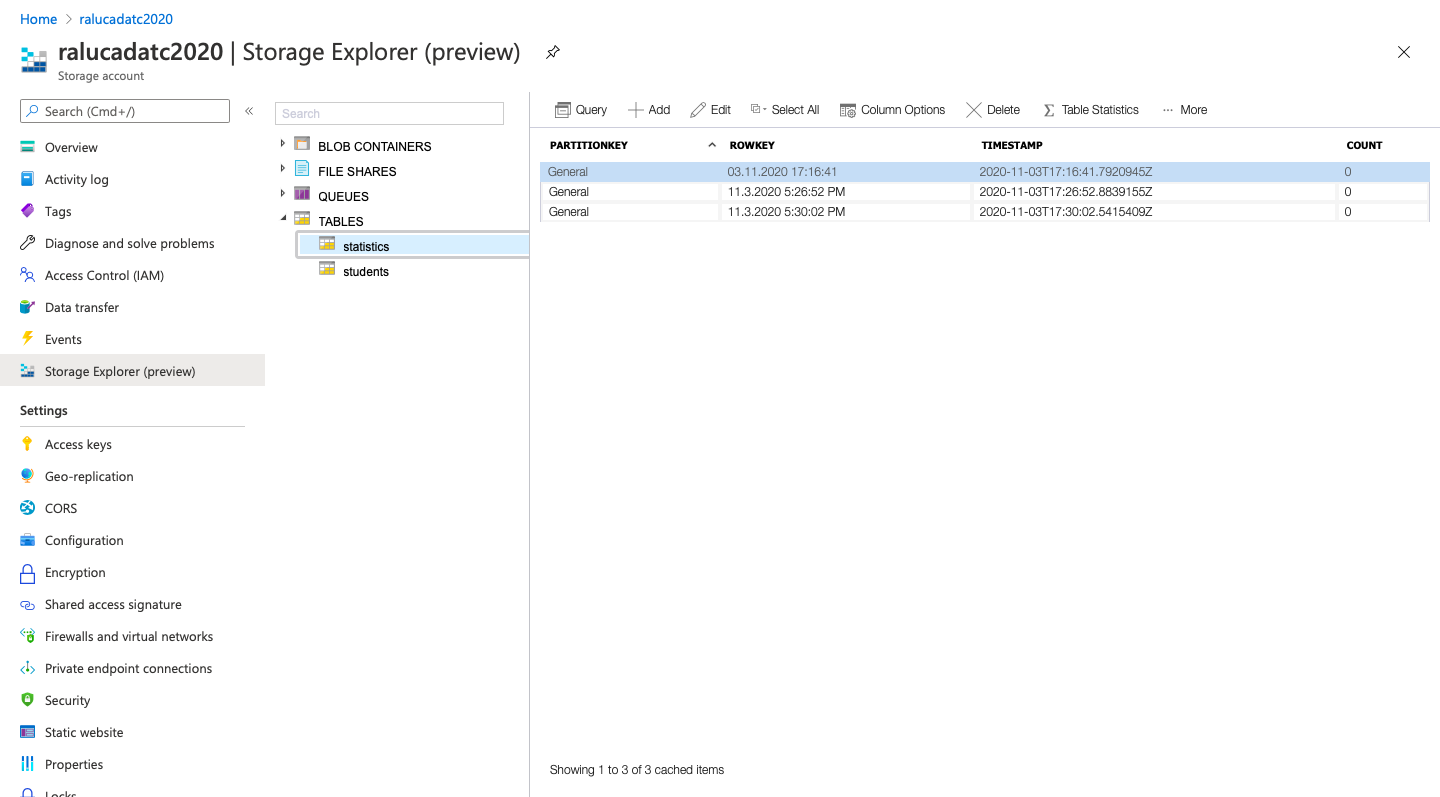 Home > ralucadatc2020
ralucadatc2020 | Storage Explorer (preview)
Storage account
Search (Cmd+/)
«
Overview
Activity log
Tags
Diagnose and solve problems
Access Control (IAM)
Data transfer
Events
Storage Explorer (preview)
Settings
Access keys
Geo-replication
CORS
Configuration
Encryption
Shared access signature
Firewalls and virtual networks
Private endpoint connections
Security
Static website
Properties
Locks
Search
BLOB CONTAINERS
FILE SHARES
QUEUES
TABLES
statistics
students
Query Add Edit Select All Column Options Delete Table Statistics ··· More
PARTITIONKEY ROWKEY TIMESTAMP COUNT
General 03.11.2020 17:16:41 2020-11-03T17:16:41.7920945Z 0
General 11.3.2020 5:26:52 PM 2020-11-03T17:26:52.8839155Z 0
General 11.3.2020 5:30:02 PM 2020-11-03T17:30:02.5415409Z 0
Showing 1 to 3 of 3 cached items